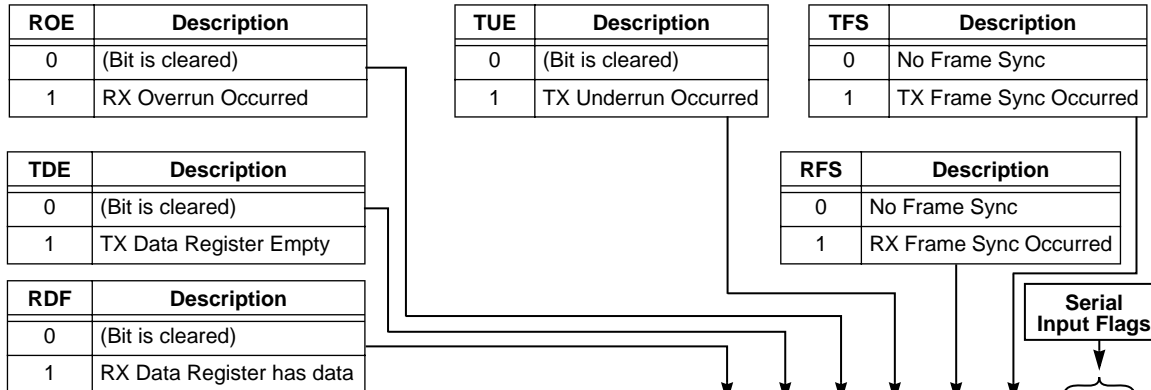 ROE Description
0 (Bit is cleared)
1 RX Overrun Occurred
TUE Description
0 (Bit is cleared)
1 TX Underrun Occurred
TFS Description
0 No Frame Sync
1 TX Frame Sync Occurred
TDE Description
0 (Bit is cleared)
1 TX Data Register Empty
RFS Description
0 No Frame Sync
1 RX Frame Sync Occurred
RDF Description
0 (Bit is cleared)
1 RX Data Register has data
Serial
Input Flags